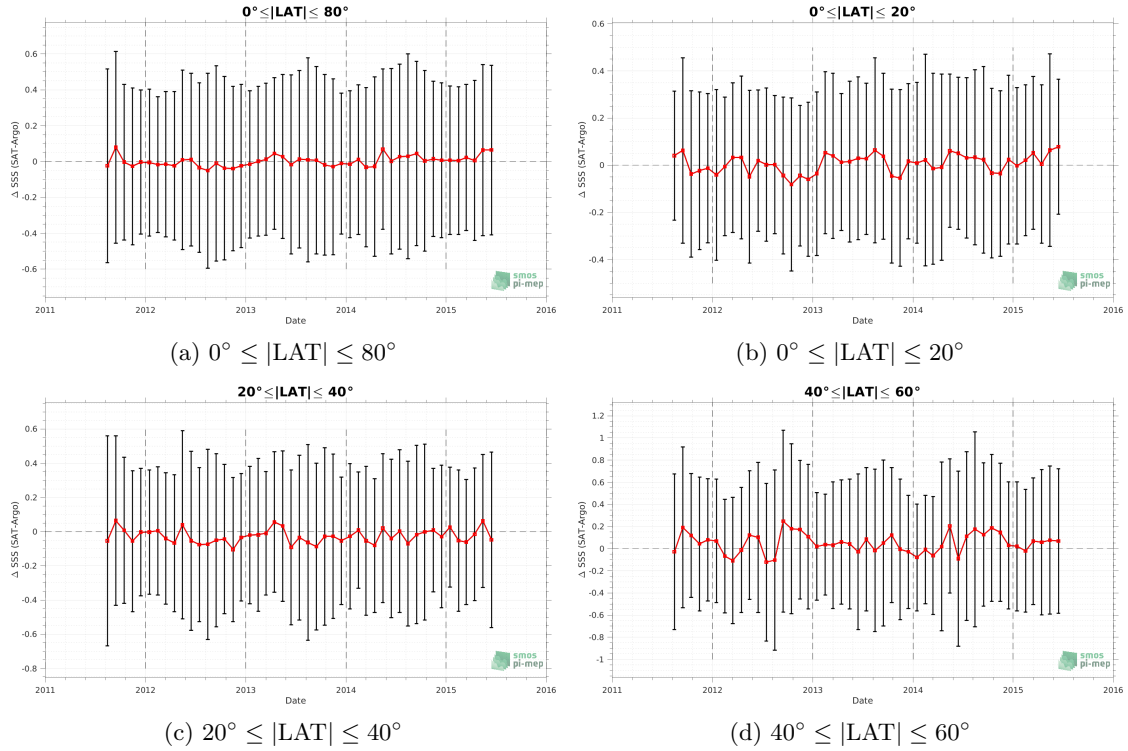 0°≤|LAT|≤ 80°
Δ SSS (SAT-Argo)
0.6
0.4
0.2
0
-0.2
-0.4
-0.6
2011 2012 2013 2014 2015 2016
Date
smos
pi-mep
(a) 0° ≤ |LAT| ≤ 80°
0°≤|LAT|≤ 20°
Δ SSS (SAT-Argo)
0.6
0.4
0.2
0
-0.2
-0.4
2011 2012 2013 2014 2015 2016
Date
smos
pi-mep
(b) 0° ≤ |LAT| ≤ 20°
20°≤|LAT|≤ 40°
Δ SSS (SAT-Argo)
0.6
0.4
0.2
0
-0.2
-0.4
-0.6
-0.8
2011 2012 2013 2014 2015 2016
Date
smos
pi-mep
(c) 20° ≤ |LAT| ≤ 40°
40°≤|LAT|≤ 60°
Δ SSS (SAT-Argo)
1.2
1
0.8
0.6
0.4
0.2
0
-0.2
-0.4
-0.6
-0.8
-1
2011 2012 2013 2014 2015 2016
Date
smos
pi-mep
(d) 40° ≤ |LAT| ≤ 60°